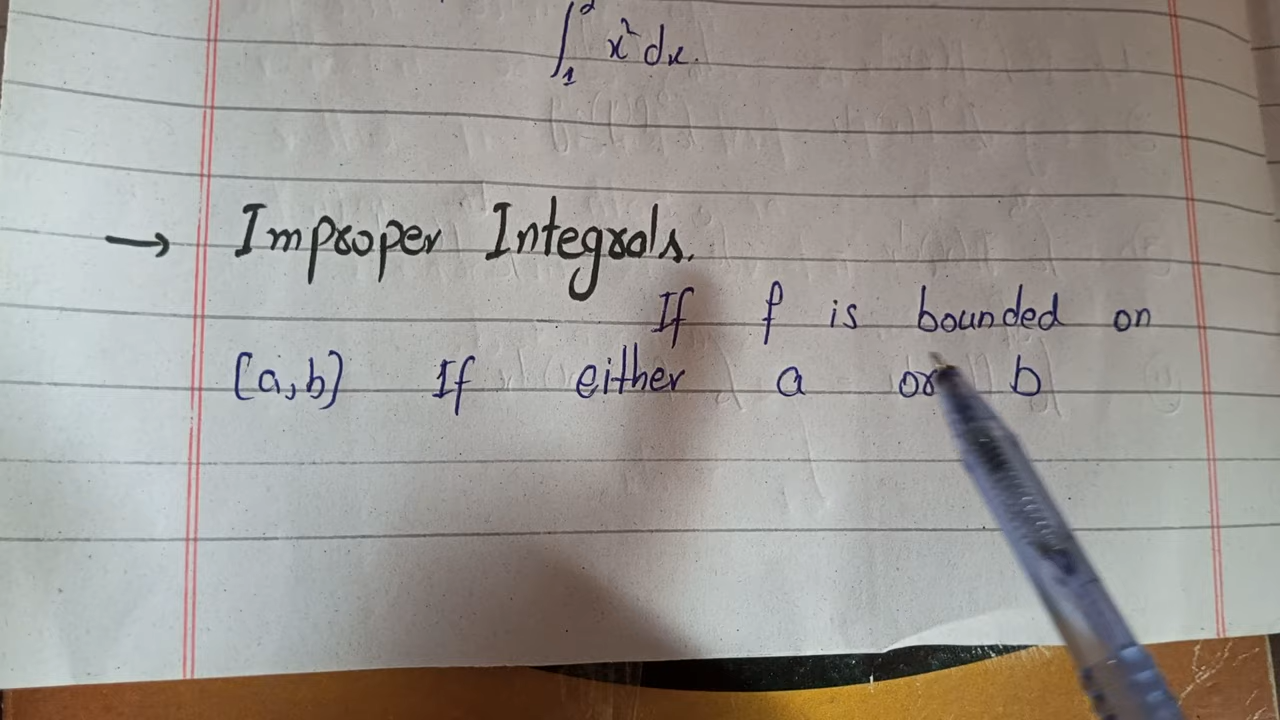 ∫₁² x² dx.
→ Improper Integrals.
If f is bounded on
[a,b] If either a or b